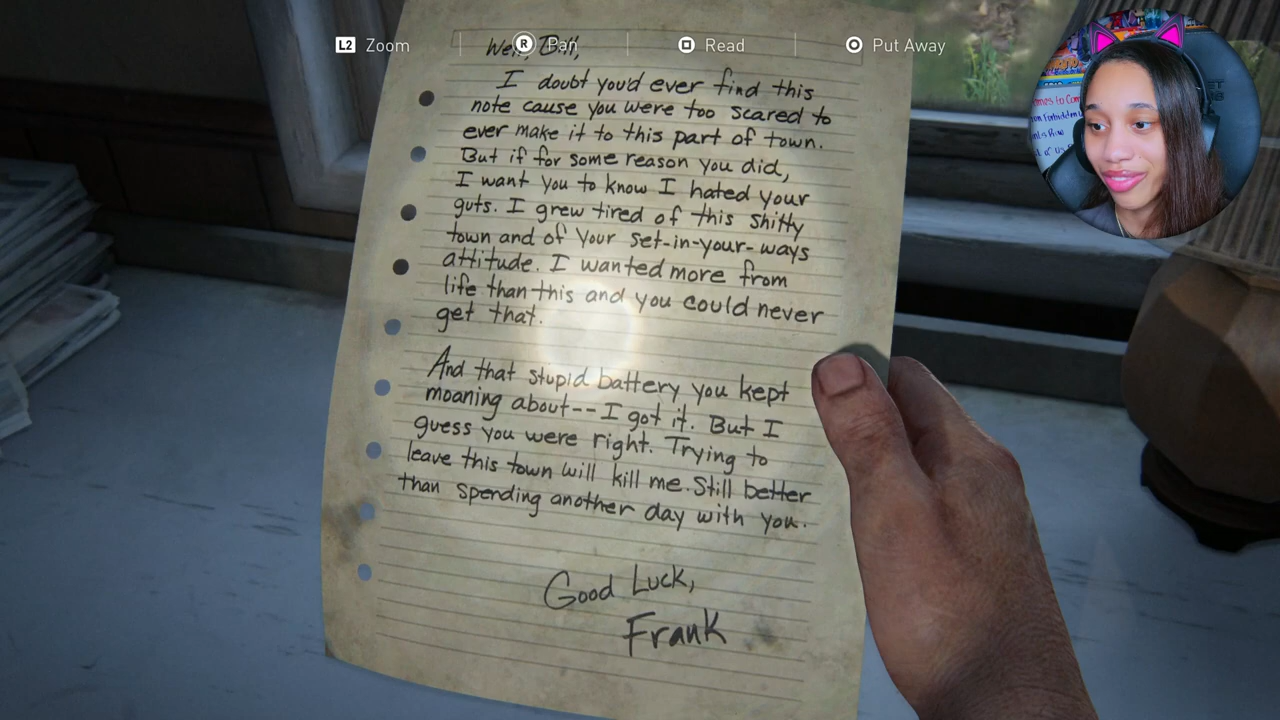 L2 Zoom
R Pan
Read
Put Away
Well, Bill,
I doubt you'd ever find this
note cause you were too scared to
ever make it to this part of town.
But if for some reason you did,
I want you to know I hated your
guts. I grew tired of this shitty
town and of your set-in-your-ways
attitude. I wanted more from
life than this and you could never
get that.
And that stupid battery you kept
moaning about-- I got it. But I
guess you were right. Trying to
leave this town will kill me. Still better
than spending another day with you.
Good Luck,
Frank